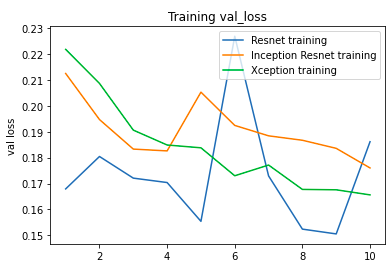 Training val_loss
Resnet training
Inception Resnet training
Xception training
val loss
0.23
0.22
0.21
0.20
0.19
0.18
0.17
0.16
0.15
2 4 6 8 10